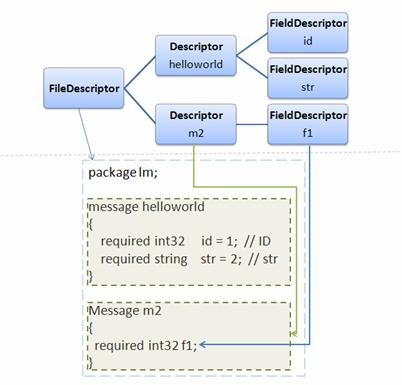 FileDescriptor
Descriptor
helloworld
FieldDescriptor
id
FieldDescriptor
str
Descriptor
m2
FieldDescriptor
f1
package lm;
message helloworld
{
required int32 id = 1; // ID
required string str = 2; // str
}
Message m2
{
required int32 f1;
}